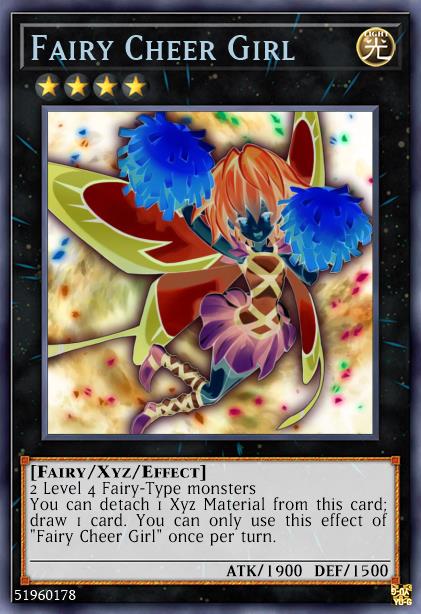 Fairy Cheer Girl
LIGHT
光
[Fairy/Xyz/Effect]
2 Level 4 Fairy-Type monsters
You can detach 1 Xyz Material from this card;
draw 1 card. You can only use this effect of
"Fairy Cheer Girl" once per turn.
ATK/1900 DEF/1500
51960178